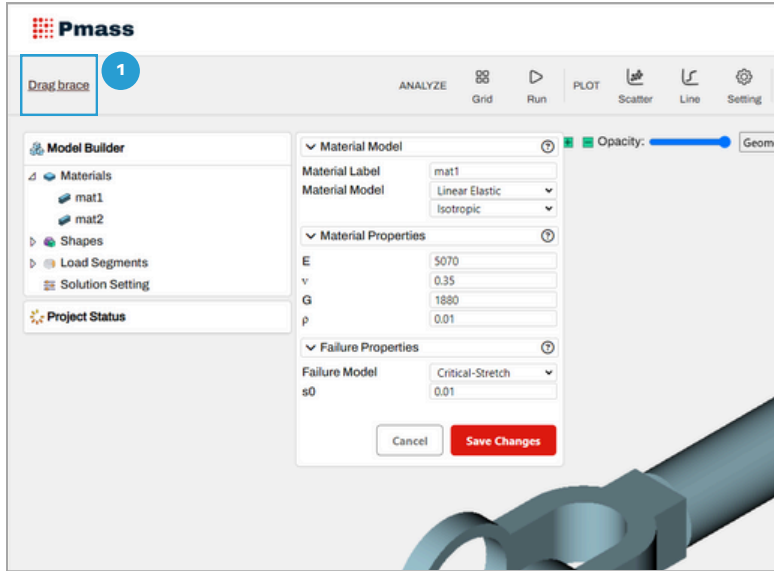 Pmass
1
Drag brace
ANALYZE
Grid
Run
PLOT
Scatter
Line
Setting
Model Builder
Materials
mat1
mat2
Shapes
Load Segments
Solution Setting
Project Status
Material Model
Material Label mat1
Material Model Linear Elastic
Isotropic
Material Properties
E 5070
ν 0.35
G 1880
ρ 0.01
Failure Properties
Failure Model Critical-Stretch
s0 0.01
Cancel Save Changes
Opacity:
Geom